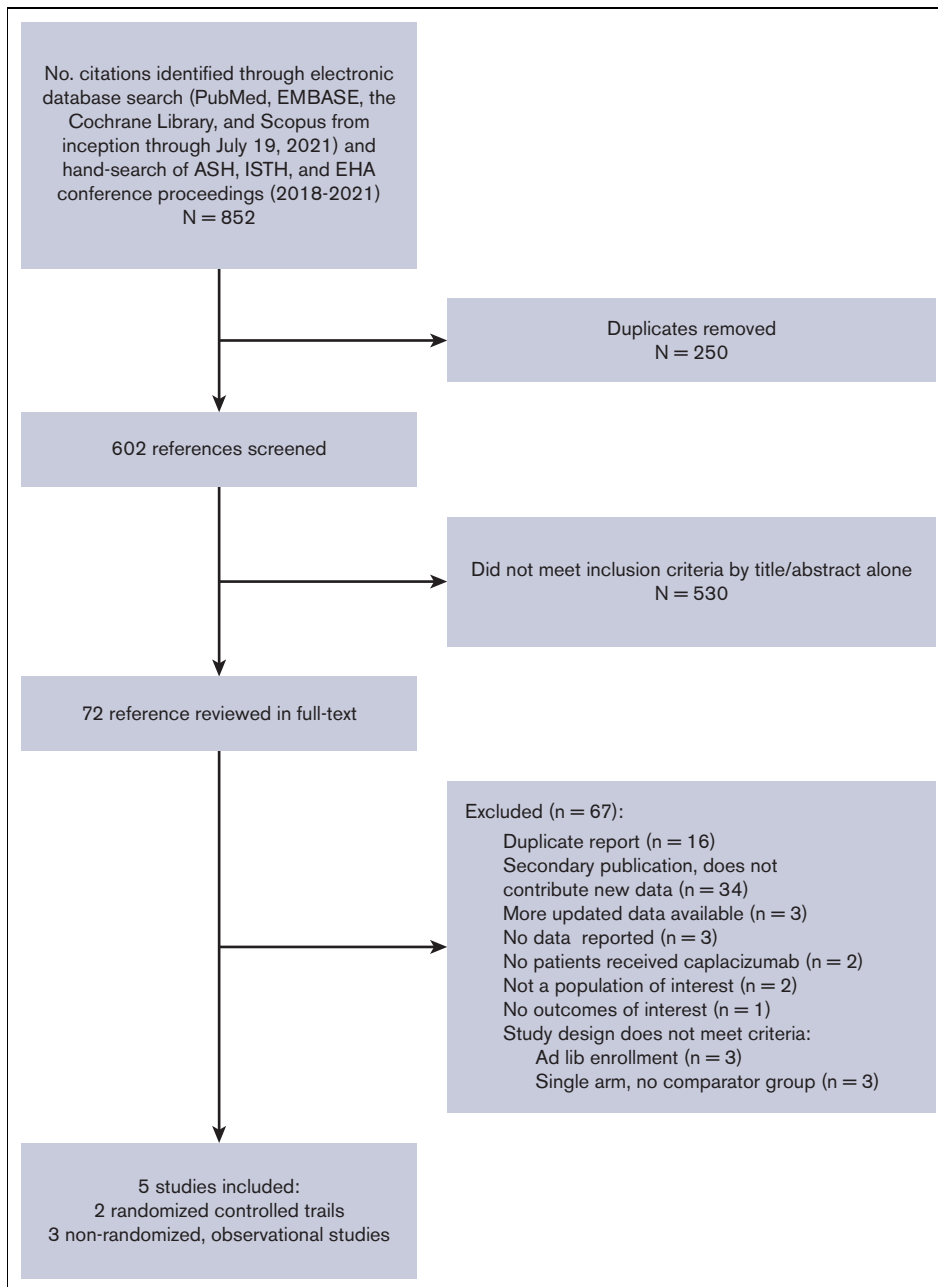 No. citations identified through electronic
database search (PubMed, EMBASE, the
Cochrane Library, and Scopus from
inception through July 19, 2021) and
hand-search of ASH, ISTH, and EHA
conference proceedings (2018-2021)
N = 852
Duplicates removed
N = 250
602 references screened
Did not meet inclusion criteria by title/abstract alone
N = 530
72 reference reviewed in full-text
Excluded (n = 67):
Duplicate report (n = 16)
Secondary publication, does not
contribute new data (n = 34)
More updated data available (n = 3)
No data reported (n = 3)
No patients received caplacizumab (n = 2)
Not a population of interest (n = 2)
No outcomes of interest (n = 1)
Study design does not meet criteria:
Ad lib enrollment (n = 3)
Single arm, no comparator group (n = 3)
5 studies included:
2 randomized controlled trails
3 non-randomized, observational studies